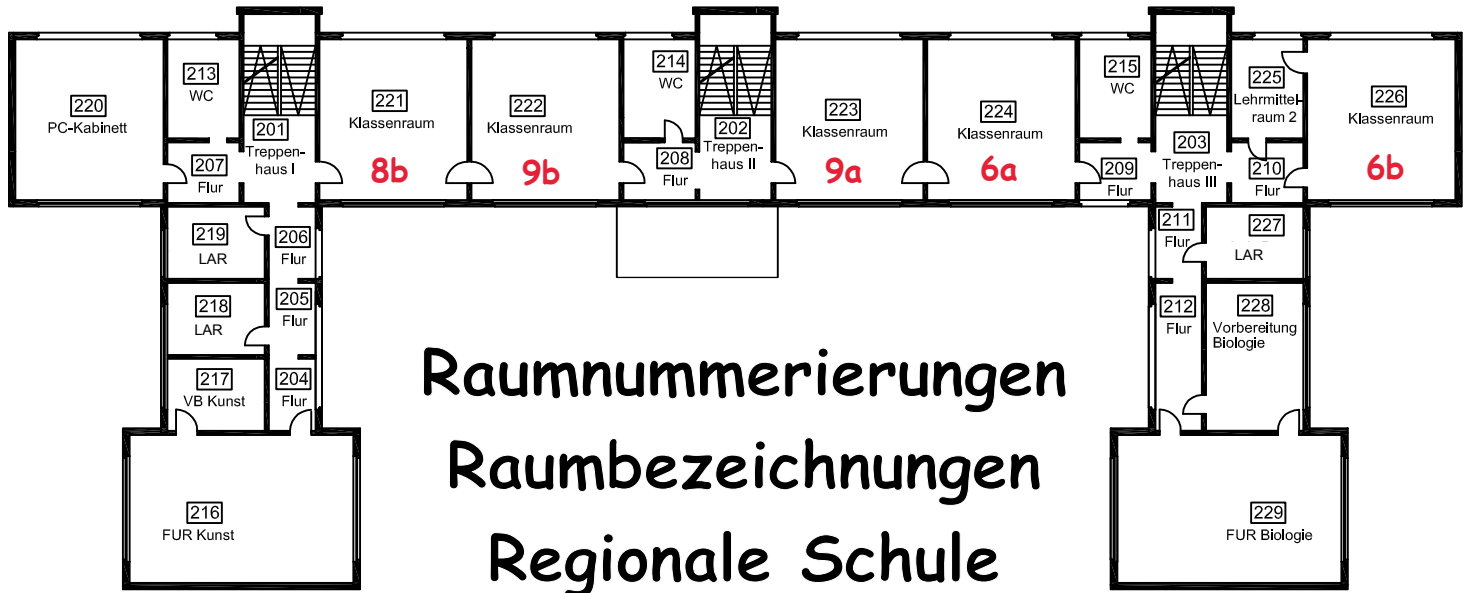 220
PC-Kabinett
213
WC
201
Treppen-
haus I
207
Flur
221
Klassenraum
8b
222
Klassenraum
9b
214
WC
208
Flur
202
Treppen-
haus II
223
Klassenraum
9a
224
Klassenraum
6a
215
WC
209
Flur
203
Treppen-
haus III
225
Lehrmittel-
raum 2
210
Flur
226
Klassenraum
6b
219
LAR
206
Flur
218
LAR
205
Flur
217
VB Kunst
204
Flur
216
FUR Kunst
211
Flur
227
LAR
212
Flur
228
Vorbereitung
Biologie
229
FUR Biologie
Raumnummerierungen
Raumbezeichnungen
Regionale Schule